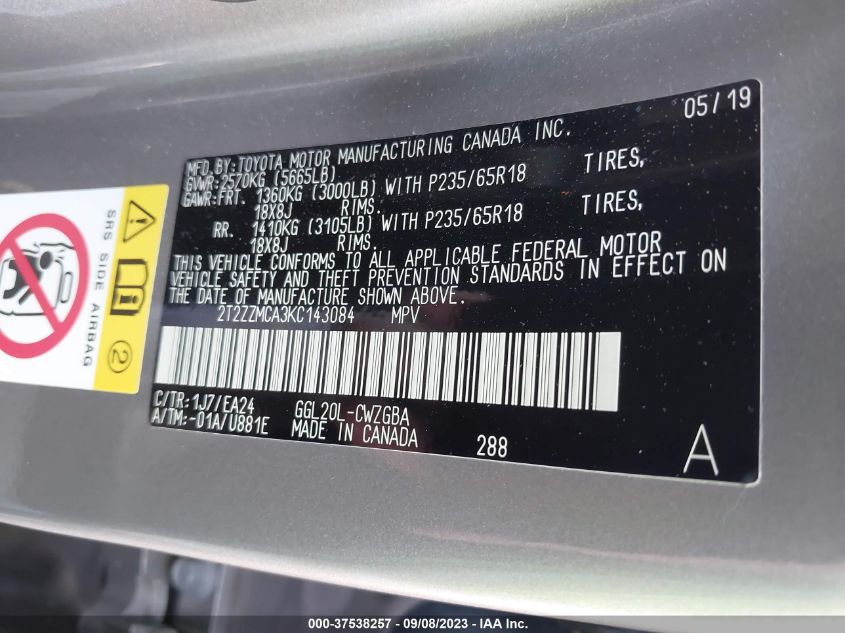 05/19
MFD.BY:TOYOTA MOTOR MANUFACTURING CANADA INC.
GVWR:2570KG (5665LB)
GAWR:FRT. 1360KG (3000LB) WITH P235/65R18 TIRES,
18X8J RIMS.
RR. 1410KG (3105LB) WITH P235/65R18 TIRES,
18X8J RIMS.
THIS VEHICLE CONFORMS TO ALL APPLICABLE FEDERAL MOTOR
VEHICLE SAFETY AND THEFT PREVENTION STANDARDS IN EFFECT ON
THE DATE OF MANUFACTURE SHOWN ABOVE.
2T2ZZMCA3KC143084 MPV
C/TR:1J7/EA24 GGL20L-CWZGBA
A/TM:-01A/U881E MADE IN CANADA
288
A
SRS SIDE AIRBAG
2
000-37538257 - 09/08/2023 - IAA Inc.